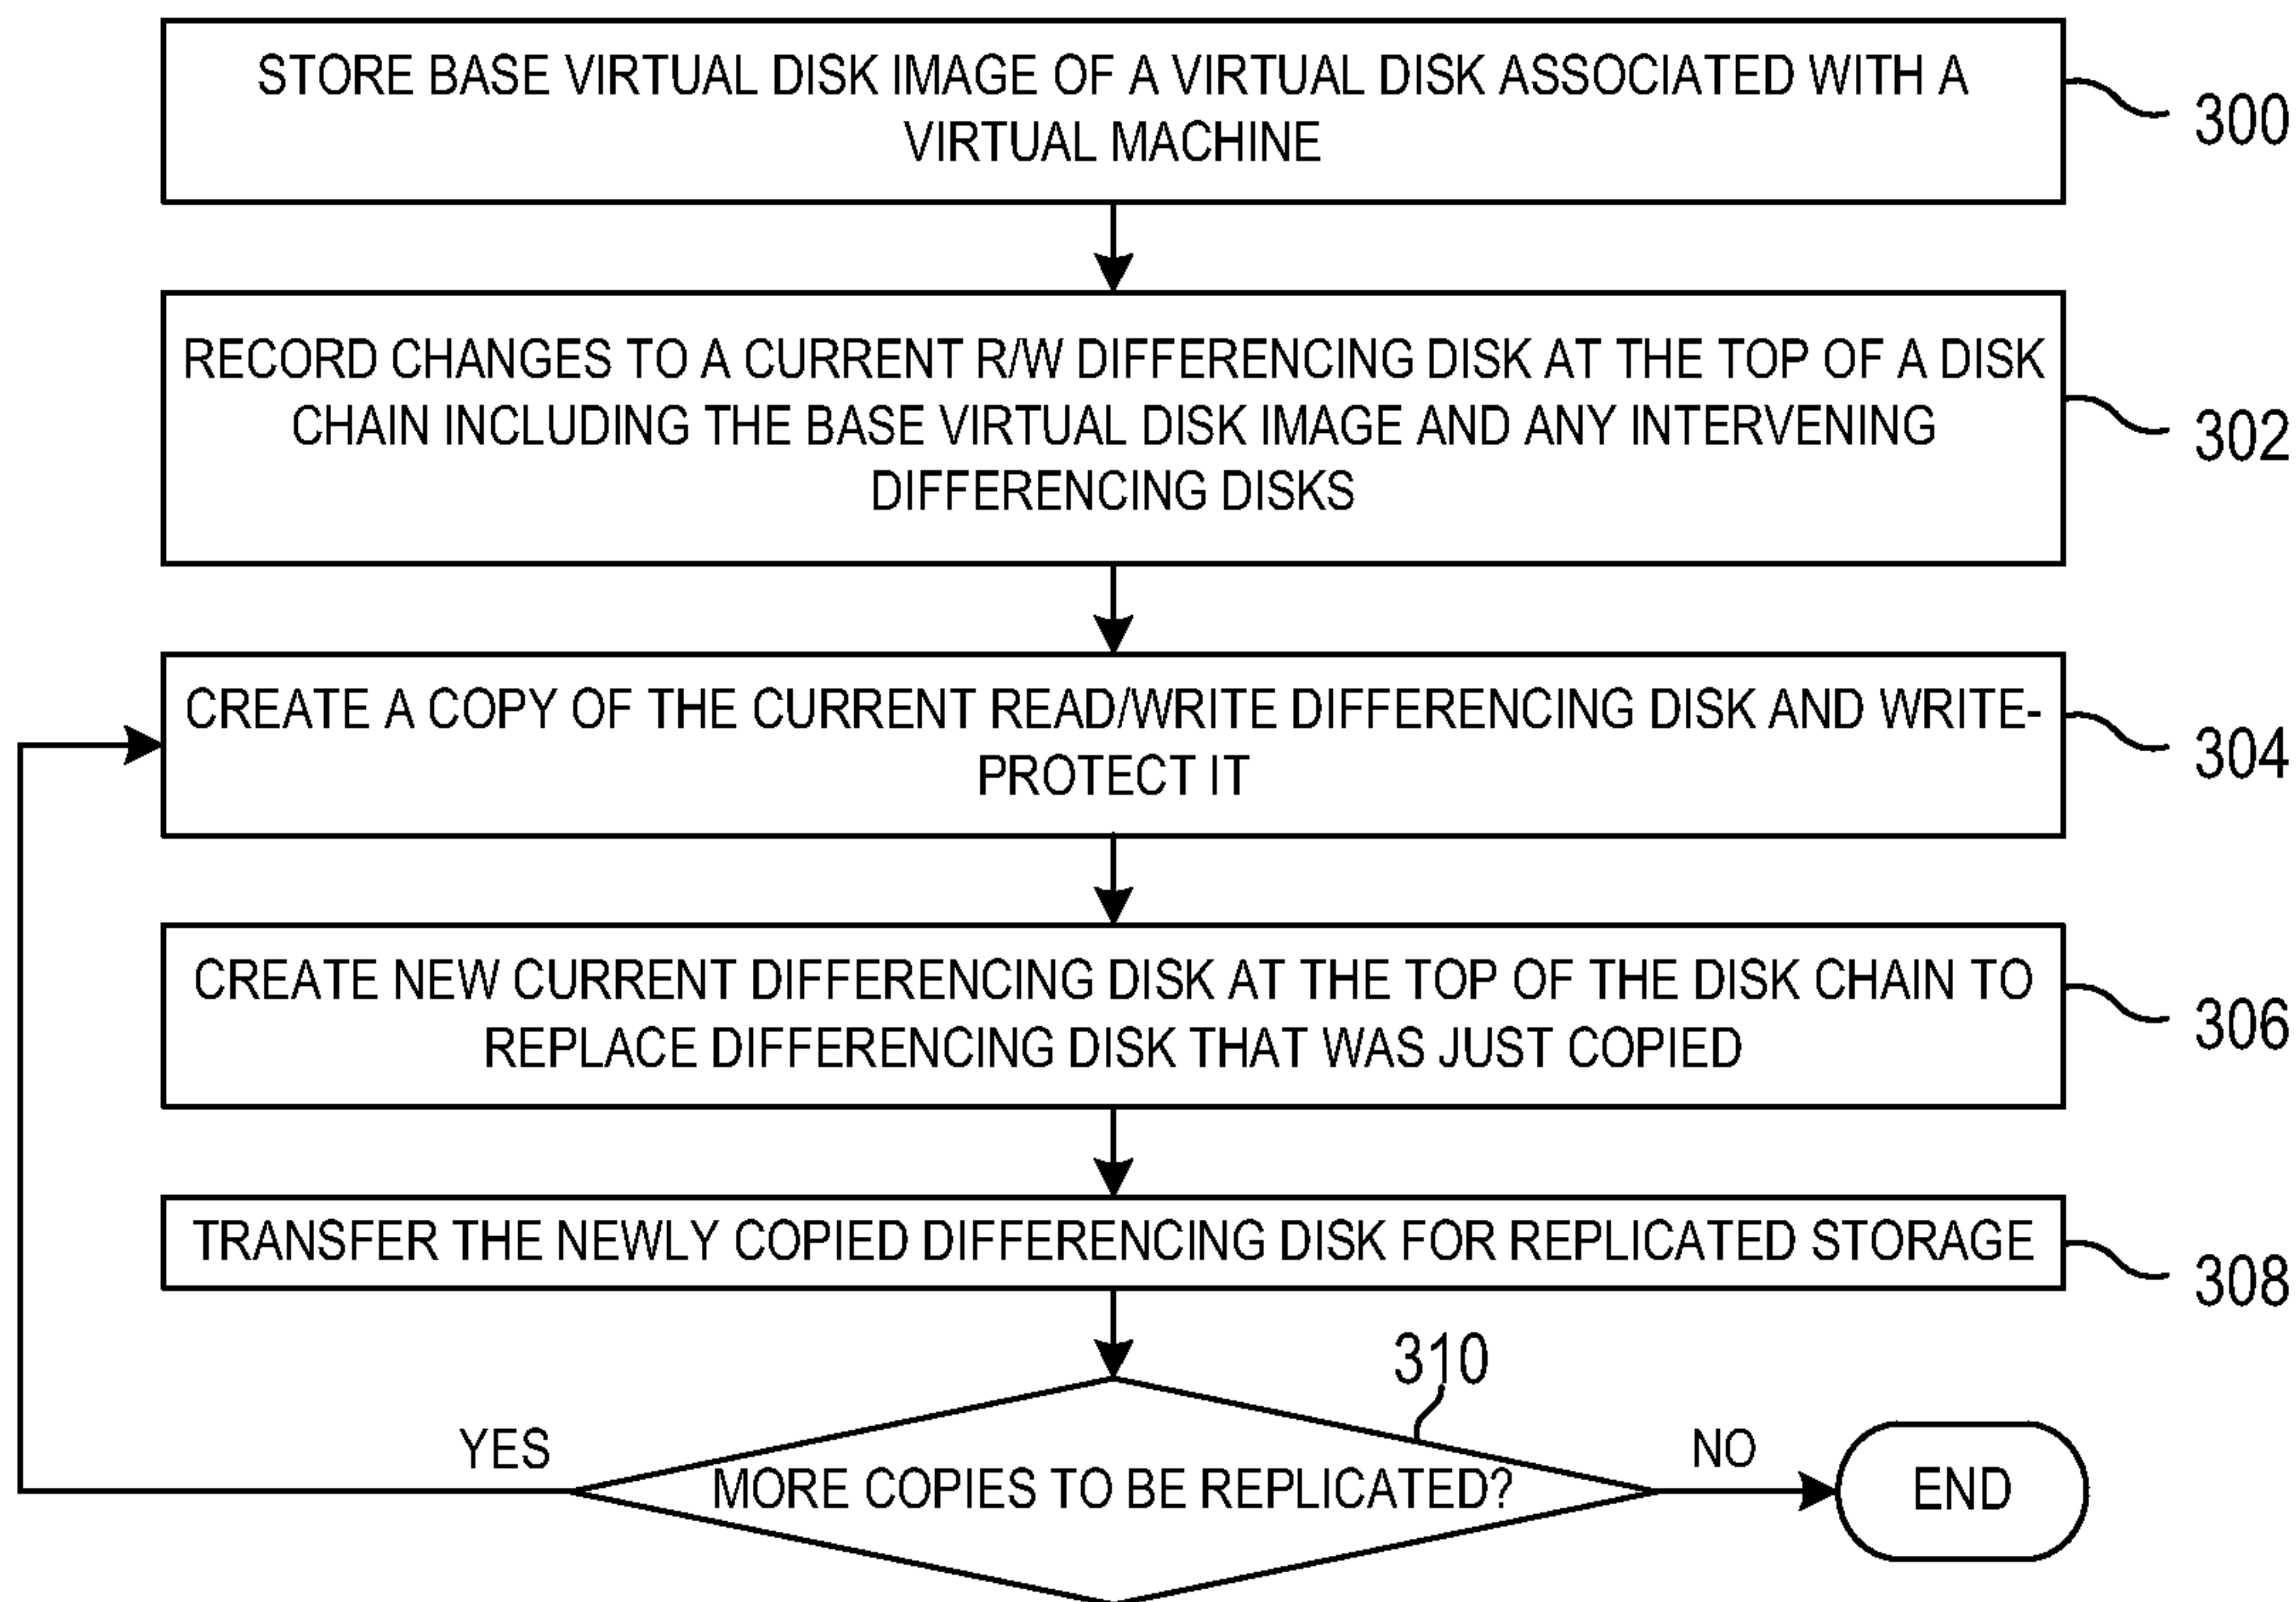 STORE BASE VIRTUAL DISK IMAGE OF A VIRTUAL DISK ASSOCIATED WITH A
VIRTUAL MACHINE
300
RECORD CHANGES TO A CURRENT R/W DIFFERENCING DISK AT THE TOP OF A DISK
CHAIN INCLUDING THE BASE VIRTUAL DISK IMAGE AND ANY INTERVENING
DIFFERENCING DISKS
302
CREATE A COPY OF THE CURRENT READ/WRITE DIFFERENCING DISK AND WRITE-
PROTECT IT
304
CREATE NEW CURRENT DIFFERENCING DISK AT THE TOP OF THE DISK CHAIN TO
REPLACE DIFFERENCING DISK THAT WAS JUST COPIED
306
TRANSFER THE NEWLY COPIED DIFFERENCING DISK FOR REPLICATED STORAGE
308
310
YES
MORE COPIES TO BE REPLICATED?
NO
END